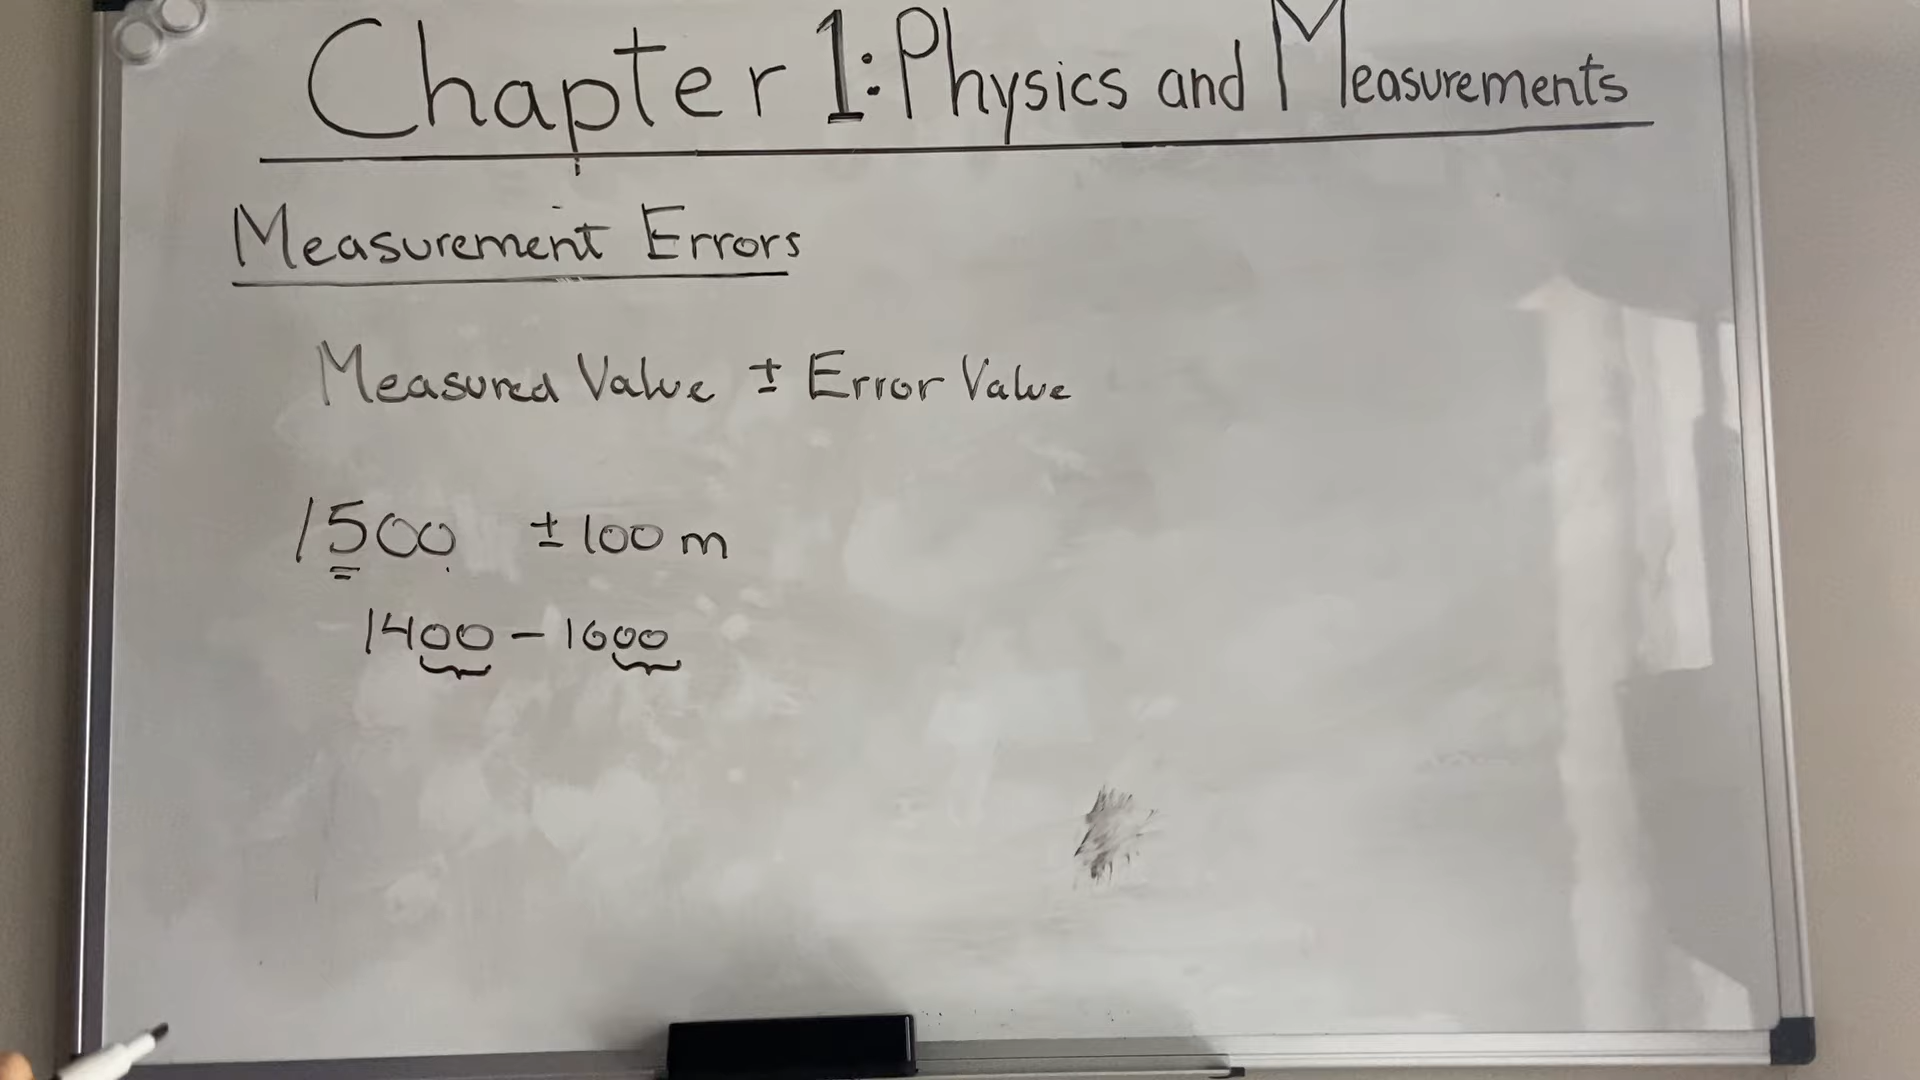 Chapter 1: Physics and Measurements
Measurement Errors
Measured Value ± Error Value
1500 ± 100 m
1400 - 1600